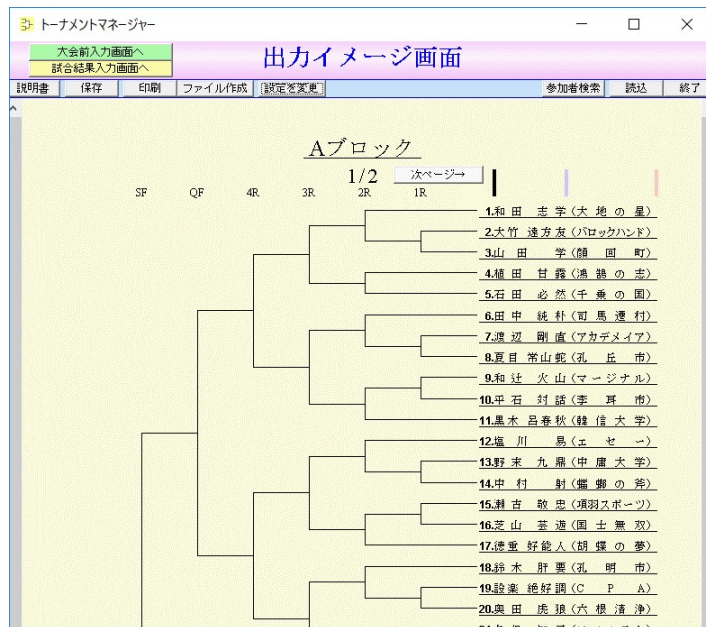 トーナメントマネージャー
大会前入力画面へ
試合結果入力画面へ
出力イメージ画面
説明書 保存 印刷 ファイル作成 設定を変更 参加者検索 読込 終了
Aブロック
1/2 次ページ→
SF QF 4R 3R 2R 1R
1.和田 志学(大地の星)
2.大竹 遠方友(バロックハンド)
3.山田 学(顔回町)
4.植田 甘露(鴻鵠の志)
5.石田 必然(千乗の国)
6.田中 純朴(司馬遷村)
7.渡辺 剛直(アカデメイア)
8.夏目 常山蛇(孔丘市)
9.和辻 火山(マージナル)
10.平石 対話(李耳市)
11.黒木 呂春秋(韓信大学)
12.塩川 易(エセー)
13.野末 九鼎(中庸大学)
14.中村 射(蟷螂の斧)
15.瀬古 敬忠(項羽スポーツ)
16.芝山 芸遊(国士無双)
17.徳重 好能人(胡蝶の夢)
18.鈴木 肝要(孔明市)
19.設楽 絶好調(CPA)
20.奥田 虎狼(六根清浄)